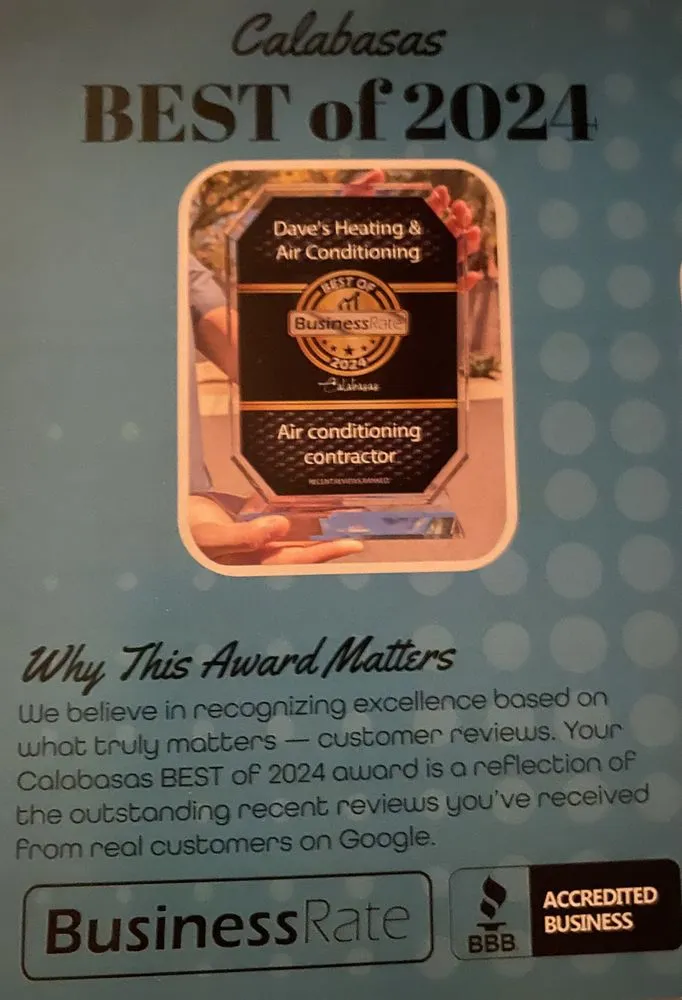 Calabasas
BEST of 2024
Dave's Heating &
Air Conditioning
BEST OF
BusinessRate
2024
Calabasas
Air conditioning
contractor
RECENT REVIEWS RANKED
Why This Award Matters
We believe in recognizing excellence based on
what truly matters — customer reviews. Your
Calabasas BEST of 2024 award is a reflection of
the outstanding recent reviews you've received
from real customers on Google.
BusinessRate
BBB
ACCREDITED
BUSINESS